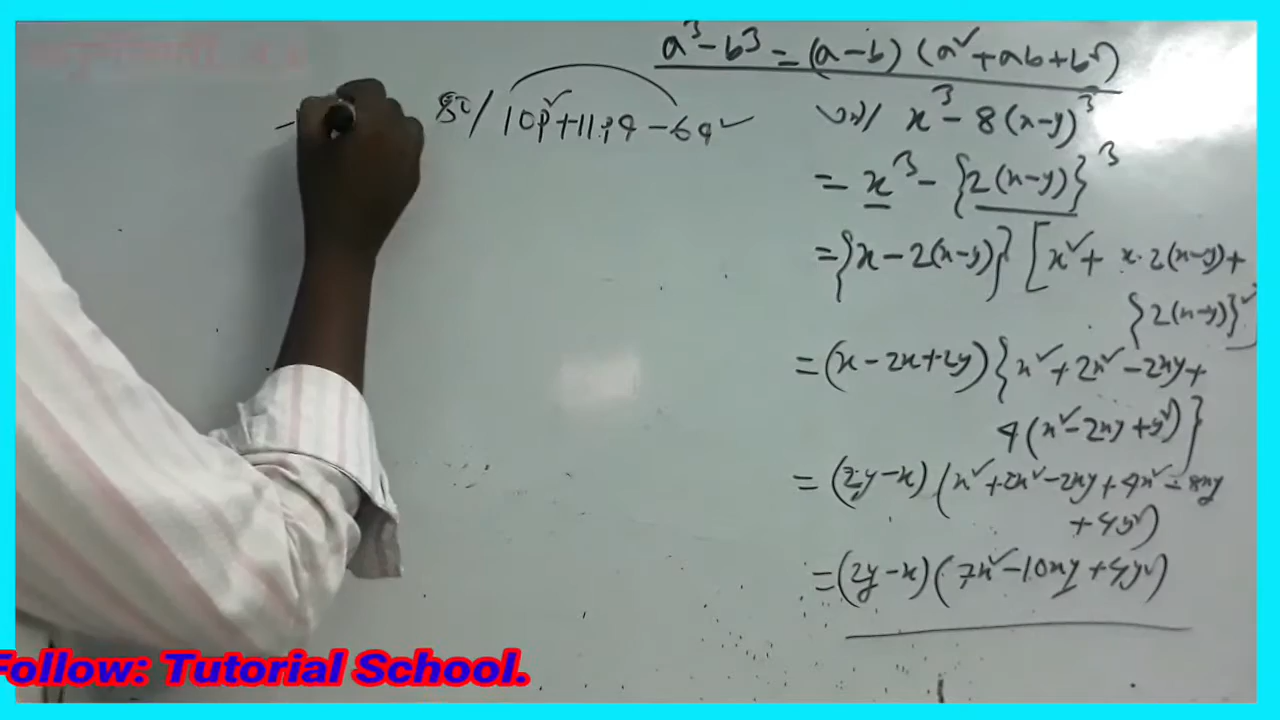 a³ - b³ = (a - b) (a² + ab + b²)
10p² + 11pq - 6q²
x³ - 8(x-y)³
= x³ - {2(x-y)}³
= {x - 2(x-y)} [x² + x·2(x-y) +
{2(x-y)}²
= (x - 2x + 2y) {x² + 2x² - 2xy +
4(x² - 2xy + y²)}
= (2y - x) (x² + 2x² - 2xy + 4x² - 8xy
+ 4y²)
= (2y - x) (7x² - 10xy + 4y²)
Follow: Tutorial School.